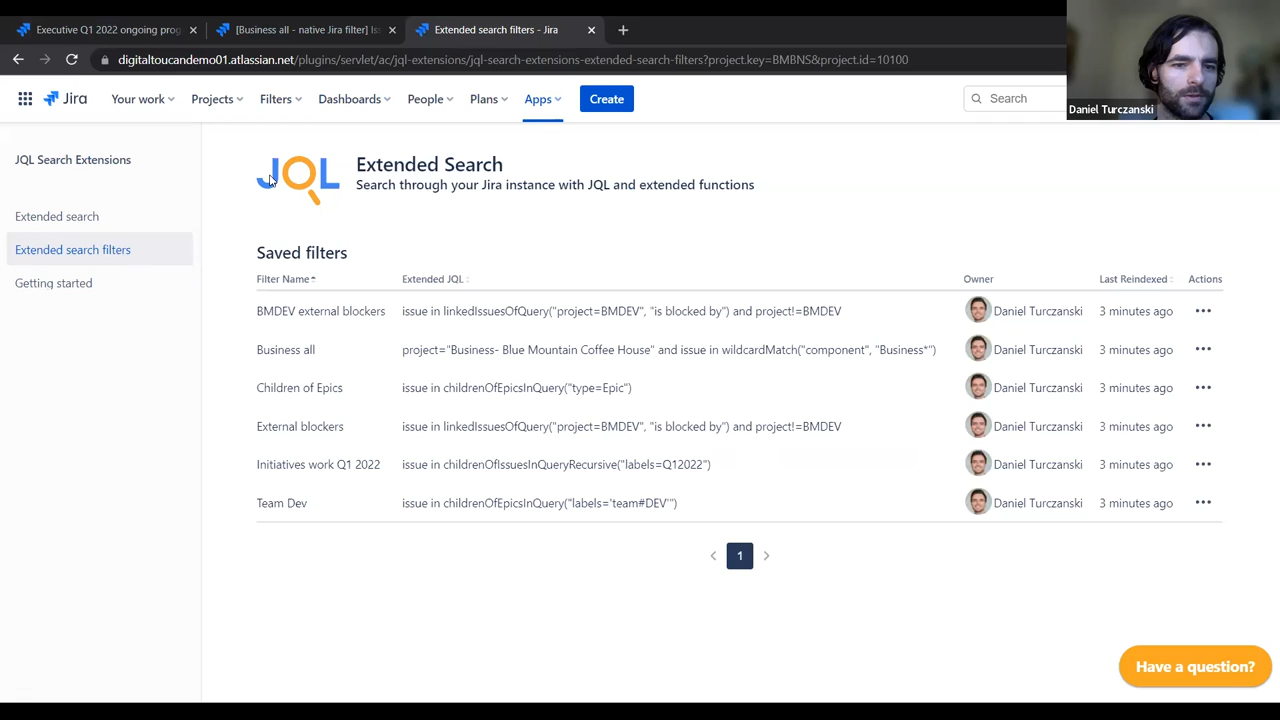 Executive Q1 2022 ongoing prog
[Business all - native Jira filter] Is
Extended search filters - Jira
digitaltoucandemo01.atlassian.net/plugins/servlet/ac/jql-extensions/jql-search-extensions-extended-search-filters?project.key=BMBNS&project.id=10100
Jira
Your work
Projects
Filters
Dashboards
People
Plans
Apps
Create
Search
Daniel Turczanski
JQL Search Extensions
Extended search
Extended search filters
Getting started
JQL
Extended Search
Search through your Jira instance with JQL and extended functions
Saved filters
Filter Name Extended JQL Owner Last Reindexed Actions
BMDEV external blockers issue in linkedIssuesOfQuery("project=BMDEV", "is blocked by") and project!=BMDEV Daniel Turczanski 3 minutes ago
Business all project="Business- Blue Mountain Coffee House" and issue in wildcardMatch("component", "Business*") Daniel Turczanski 3 minutes ago
Children of Epics issue in childrenOfEpicsInQuery("type=Epic") Daniel Turczanski 3 minutes ago
External blockers issue in linkedIssuesOfQuery("project=BMDEV", "is blocked by") and project!=BMDEV Daniel Turczanski 3 minutes ago
Initiatives work Q1 2022 issue in childrenOfIssuesInQueryRecursive("labels=Q12022") Daniel Turczanski 3 minutes ago
Team Dev issue in childrenOfEpicsInQuery("labels='team#DEV'") Daniel Turczanski 3 minutes ago
1
Have a question?